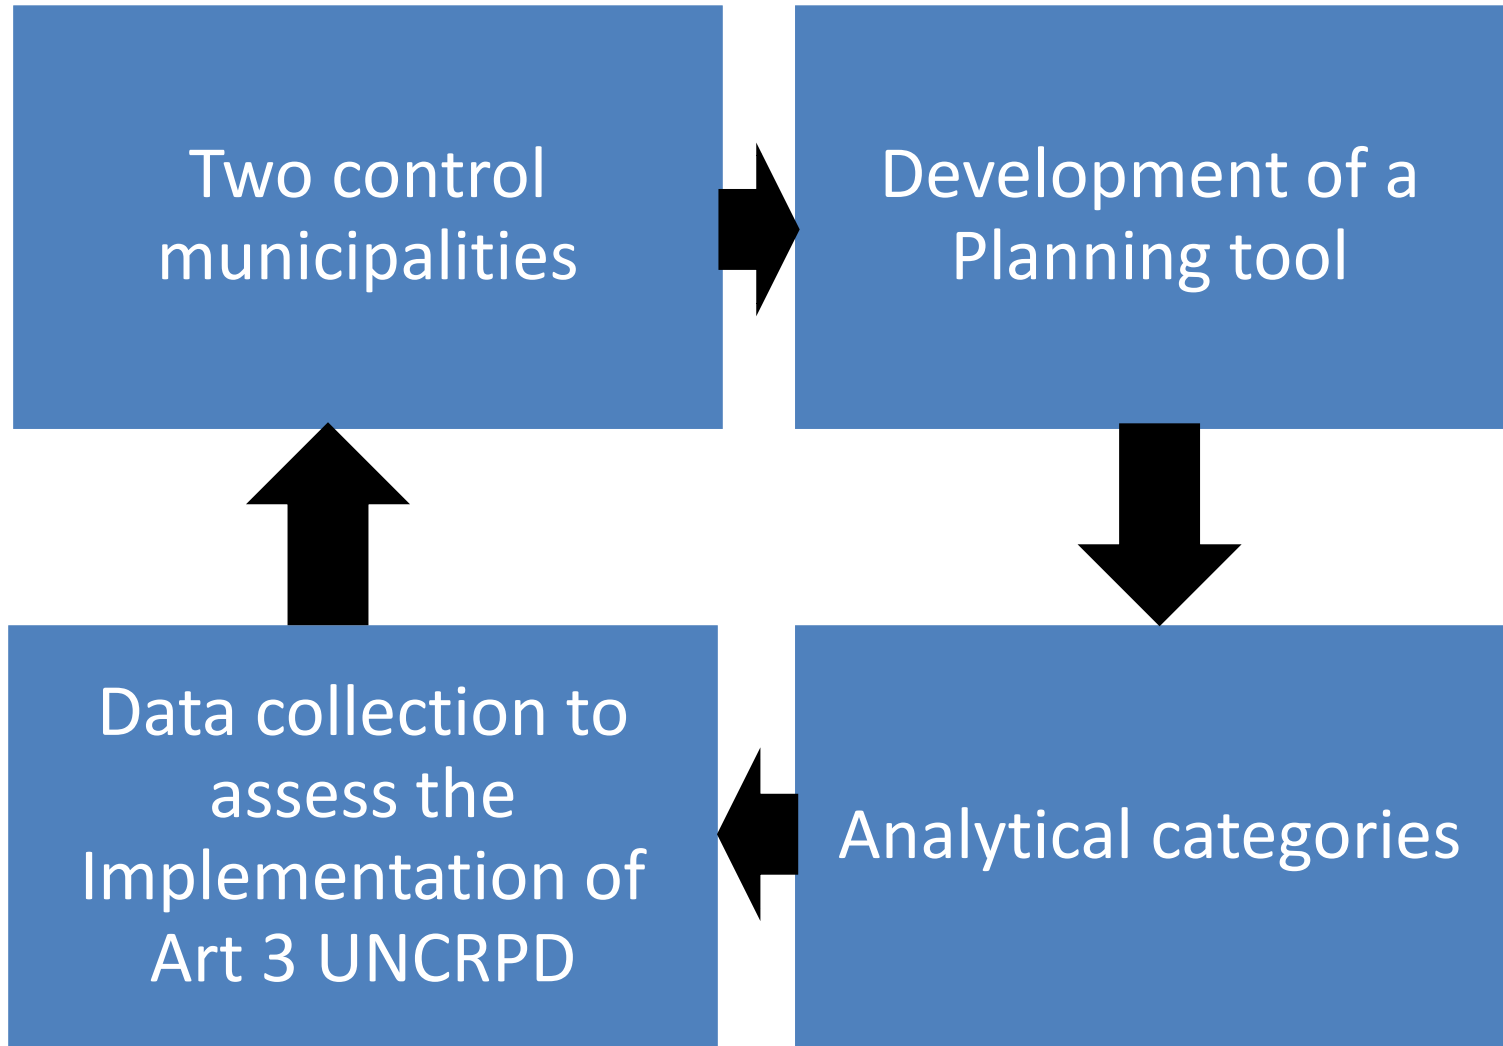 Two control
municipalities
Development of a
Planning tool
Data collection to
assess the
Implementation of
Art 3 UNCRPD
Analytical categories